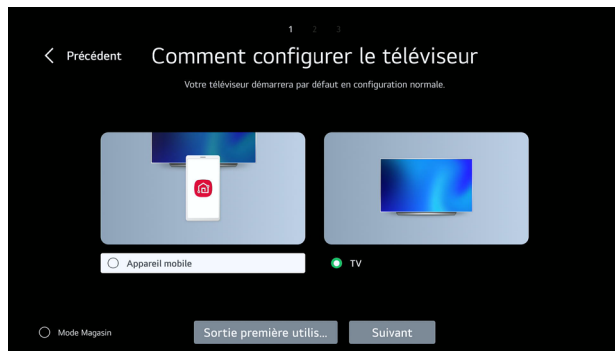 1 2 3
Précédent
Comment configurer le téléviseur
Votre téléviseur démarrera par défaut en configuration normale.
Appareil mobile
TV
Mode Magasin
Sortie première utilis...
Suivant